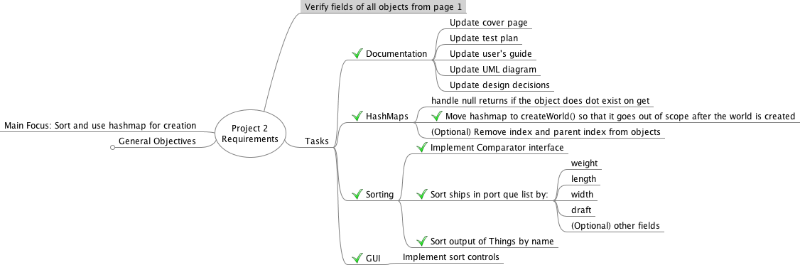 Verify fields of all objects from page 1
Main Focus: Sort and use hashmap for creation
General Objectives
Project 2
Requirements
Tasks
Documentation
Update cover page
Update test plan
Update user's guide
Update UML diagram
Update design decisions
HashMaps
handle null returns if the object does dot exist on get
Move hashmap to createWorld() so that it goes out of scope after the world is created
(Optional) Remove index and parent index from objects
Sorting
Implement Comparator interface
Sort ships in port que list by:
weight
length
width
draft
(Optional) other fields
Sort output of Things by name
GUI
Implement sort controls